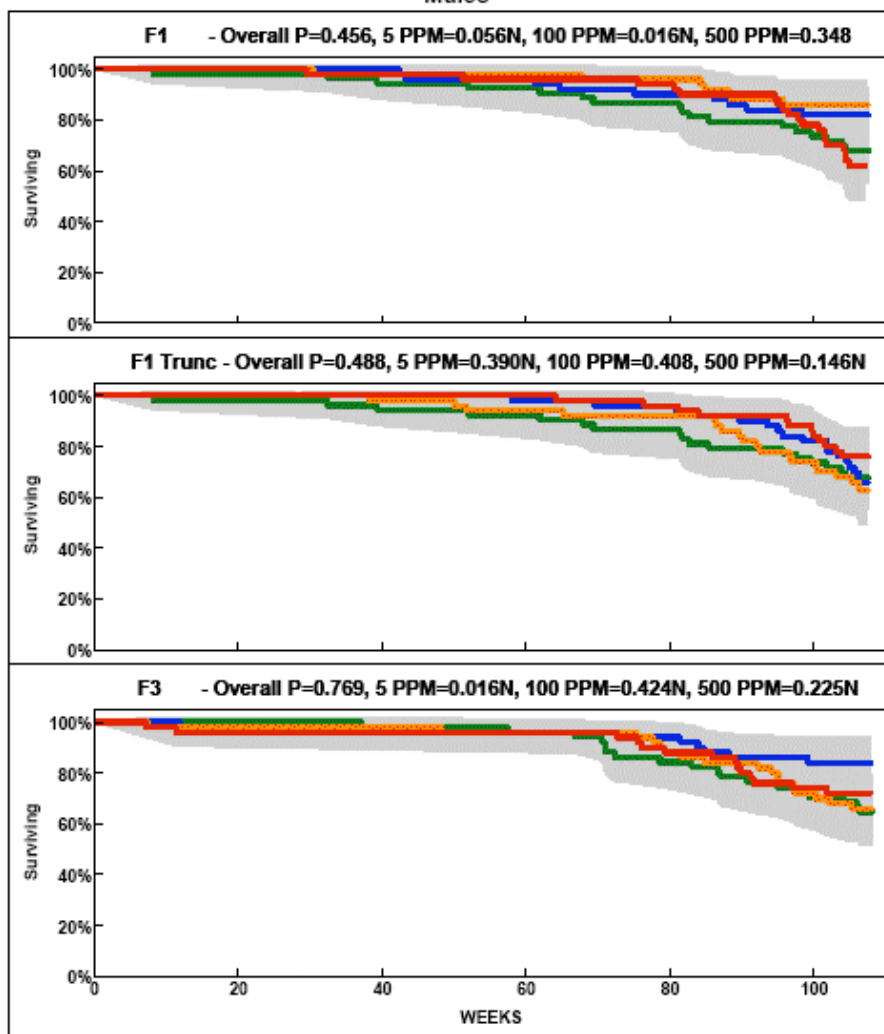 Males
F1 - Overall P=0.456, 5 PPM=0.056N, 100 PPM=0.016N, 500 PPM=0.348
100%
80%
60%
40%
20%
0%
Surviving
F1 Trunc - Overall P=0.488, 5 PPM=0.390N, 100 PPM=0.408, 500 PPM=0.146N
100%
80%
60%
40%
20%
0%
Surviving
F3 - Overall P=0.769, 5 PPM=0.016N, 100 PPM=0.424N, 500 PPM=0.225N
100%
80%
60%
40%
20%
0%
Surviving
0 20 40 60 80 100
WEEKS